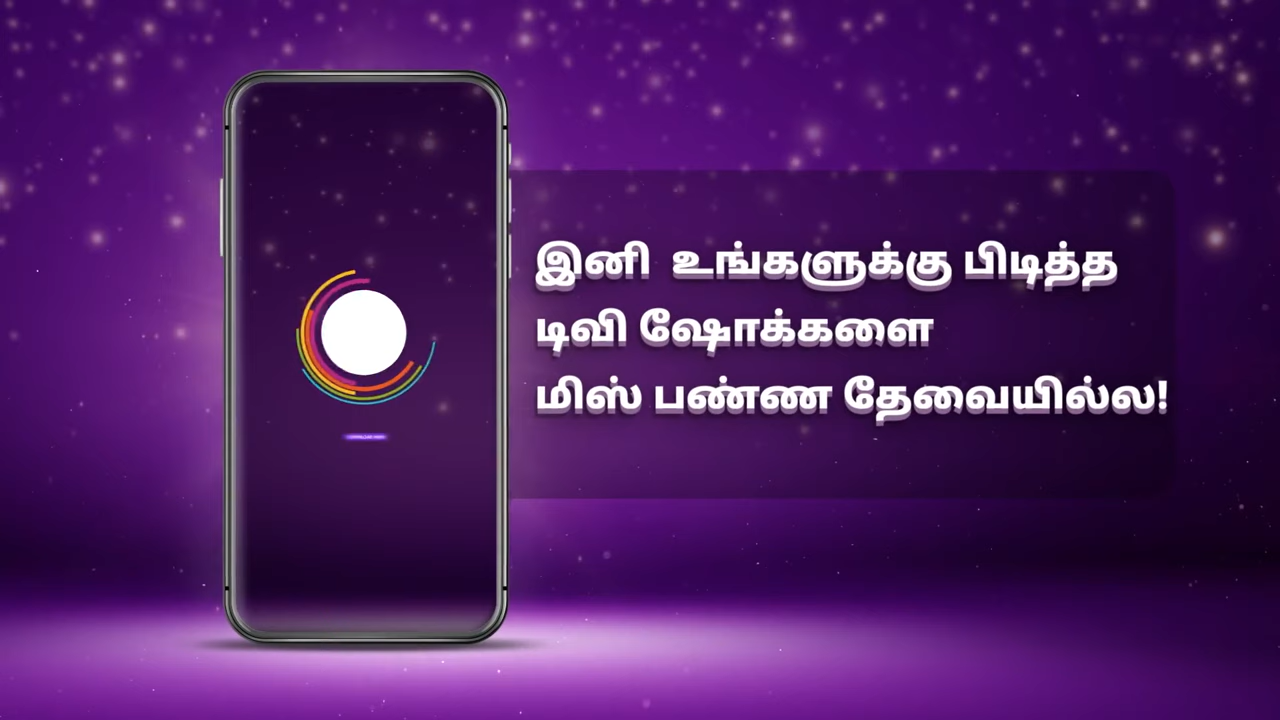 இனி உங்களுக்கு பிடித்த
டிவி ஷோக்களை
மிஸ் பண்ண தேவையில்ல!